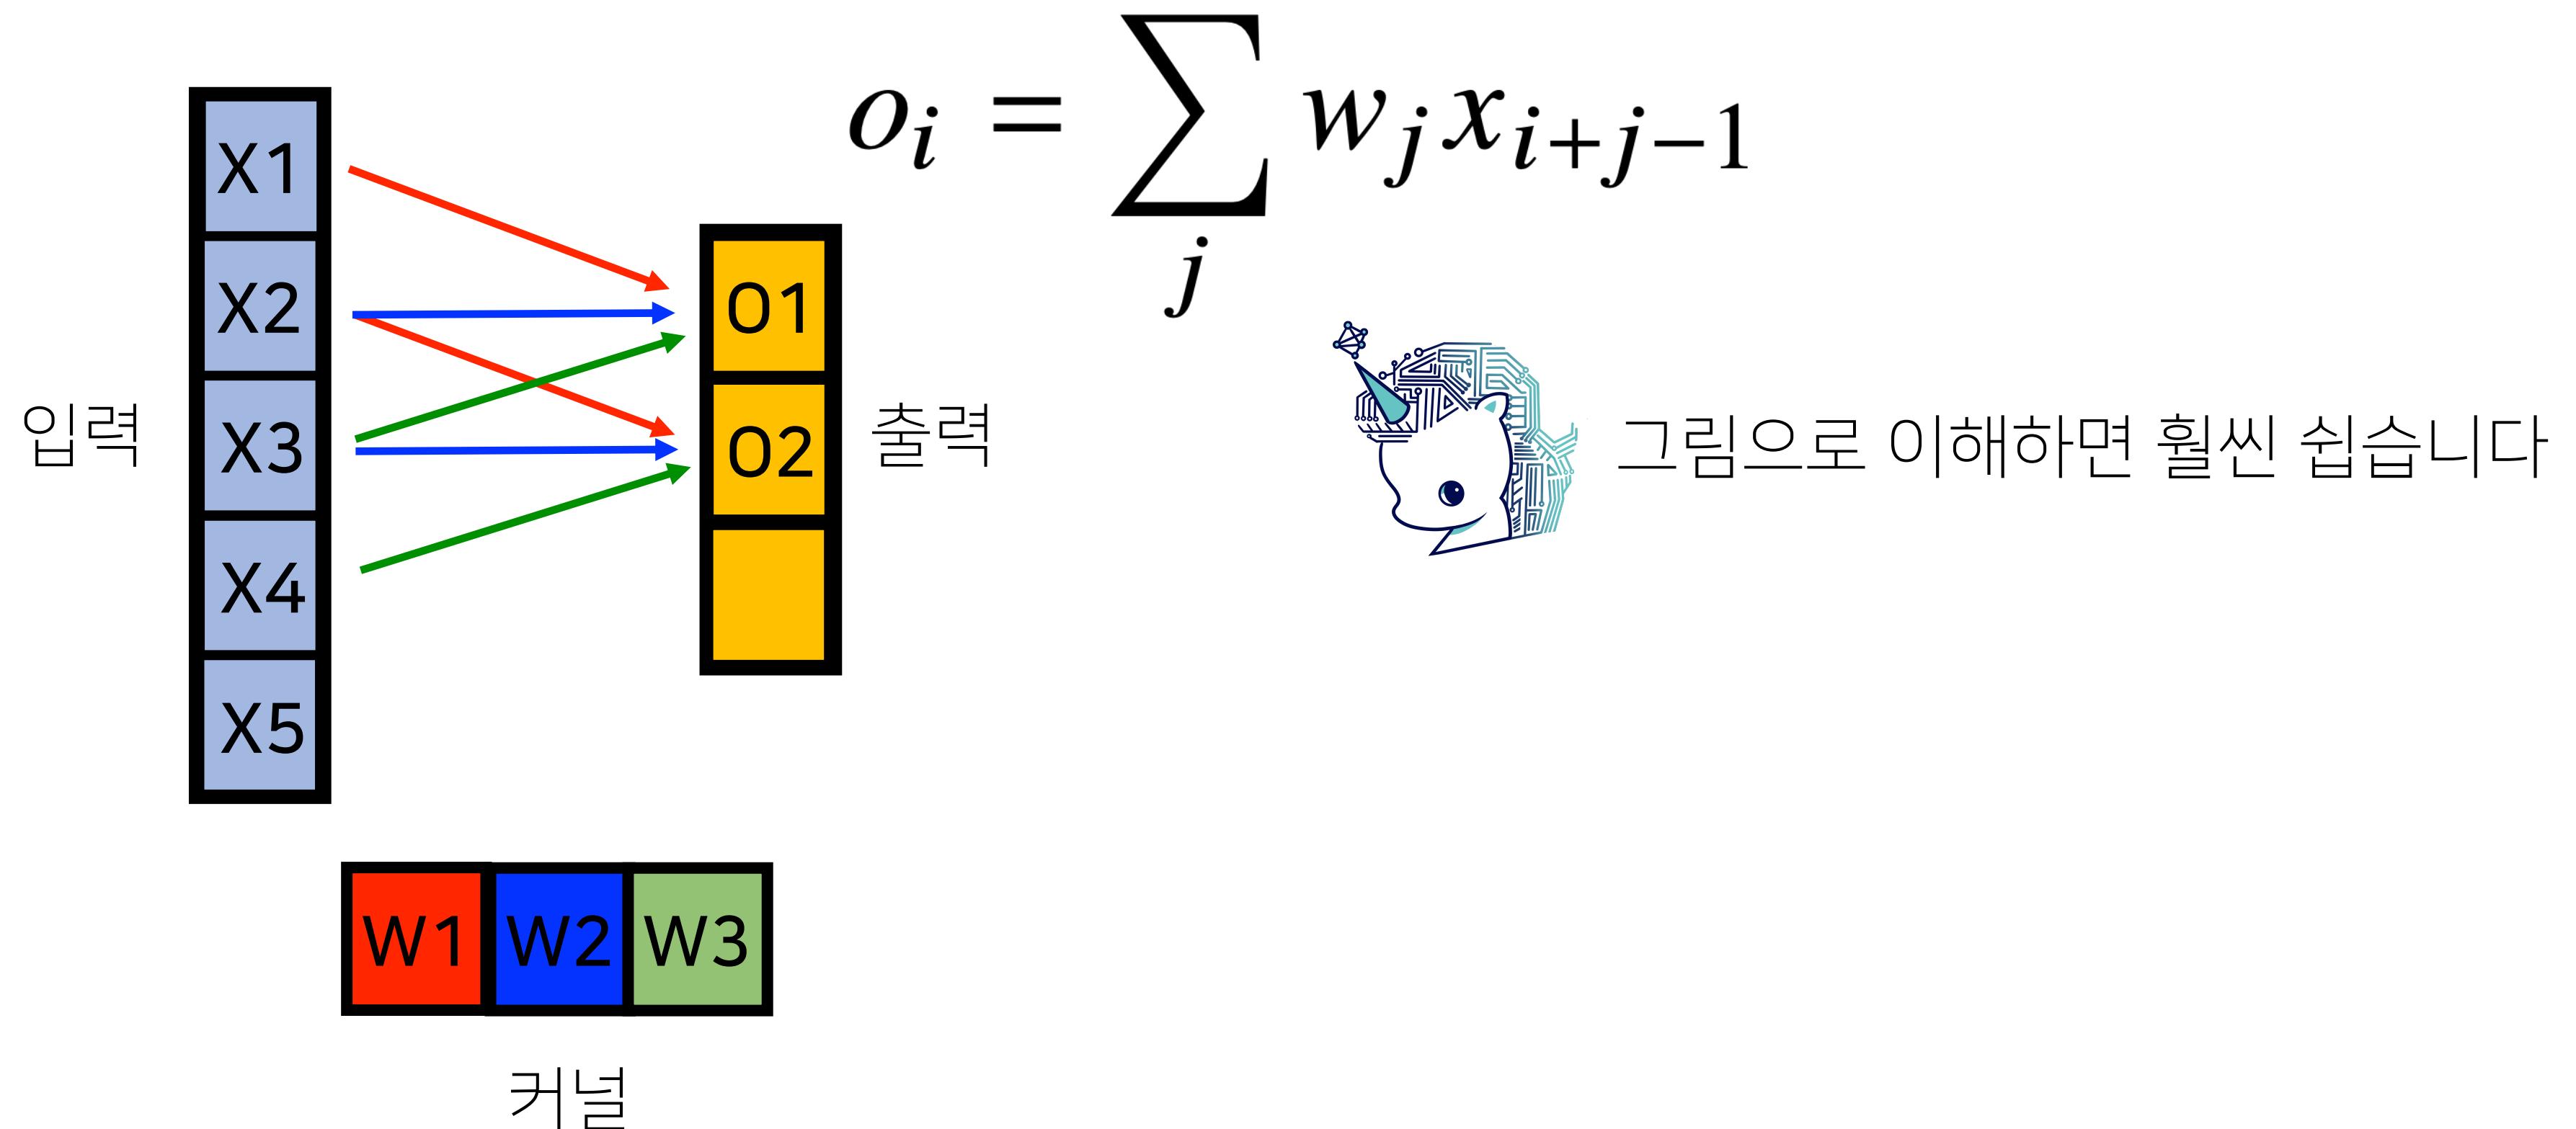 o_i = ∑_j w_j x_{i+j−1}
입력
X1
X2
X3
X4
X5
O1
O2
출력
그림으로 이해하면 훨씬 쉽습니다
W1 W2 W3
커널